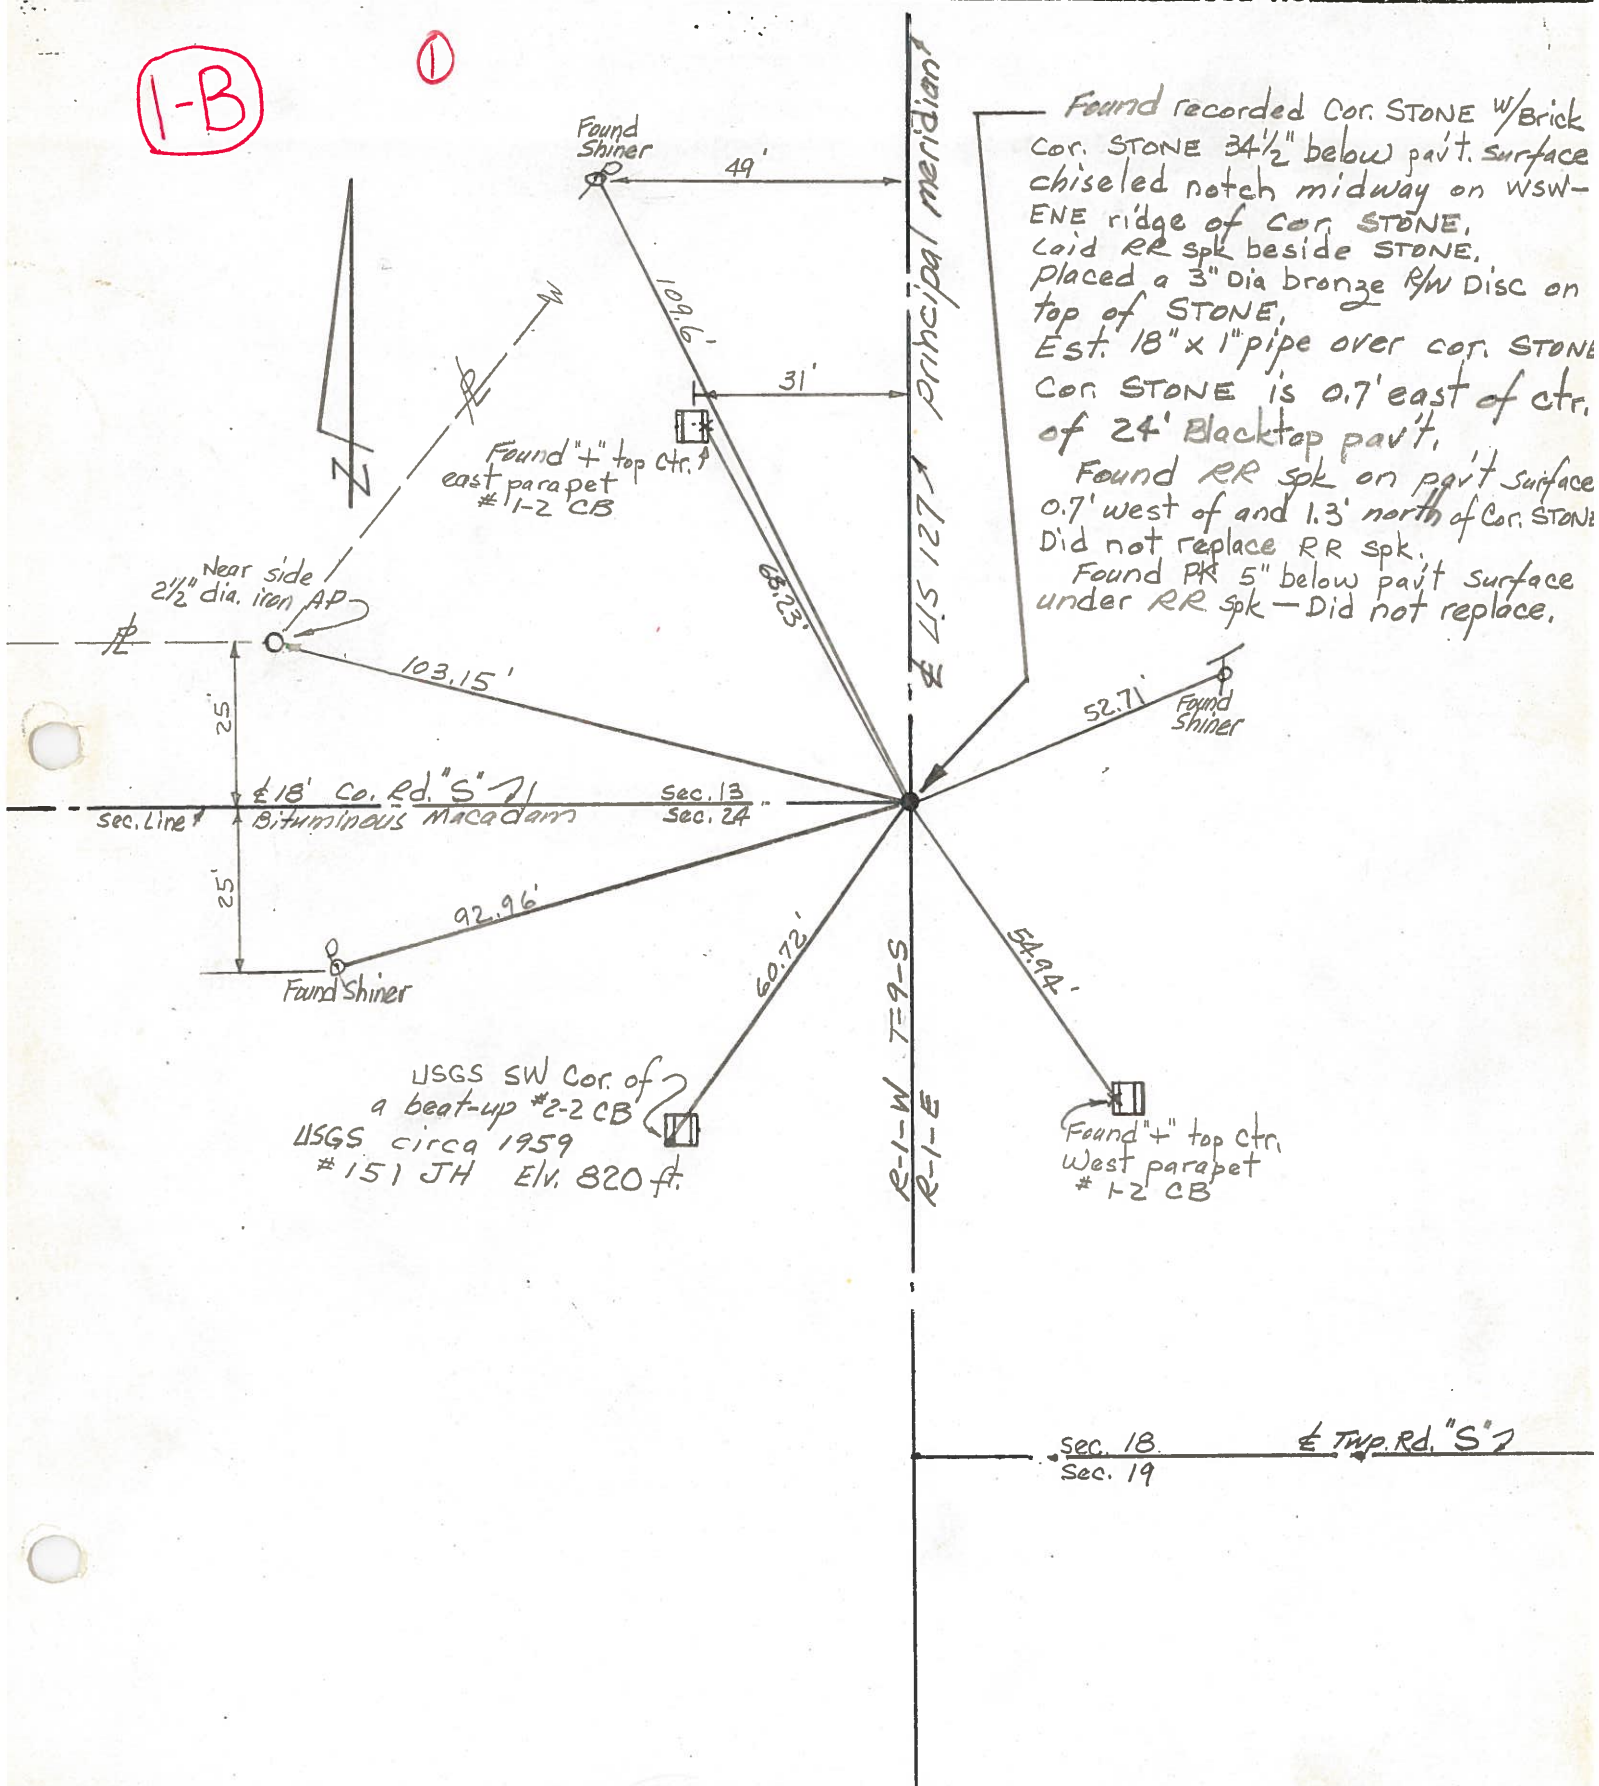 1-B
1
Found
Shiner
49'
109.6'
31'
Found "+" top ctr.
east parapet
# 1-2 CB
N
Near side
2½" dia. iron AP
103.15'
68.23'
25'
℄ 18' Co. Rd. "S"
Bituminous Macadam
Sec. Line
Sec. 13
Sec. 24
25'
92.96'
Found Shiner
60.72'
USGS SW Cor. of
a beat-up #2-2 CB
USGS circa 1959
# 151 JH Elv. 820 ft.
℄ US 127 principal meridian
Found recorded Cor. STONE w/Brick
Cor. STONE 34½" below pav't. surface
chiseled notch midway on WSW-
ENE ridge of Cor. STONE.
Laid RR spk beside STONE.
Placed a 3" Dia bronze R/W Disc on
top of STONE.
Est. 18" x 1" pipe over cor. STONE
Cor. STONE is 0.7' east of ctr.
of 24' Blacktop pav't.
Found RR spk on pav't surface
0.7' west of and 1.3' north of Cor. STONE
Did not replace RR spk.
Found PK 5" below pav't surface
under RR spk — Did not replace.
52.71'
Found
Shiner
54.94'
Found "+" top ctr.
West parapet
# 1-2 CB
R-1-W T=9-S
R-1-E
Sec. 18
Sec. 19
℄ Twp. Rd. "S"